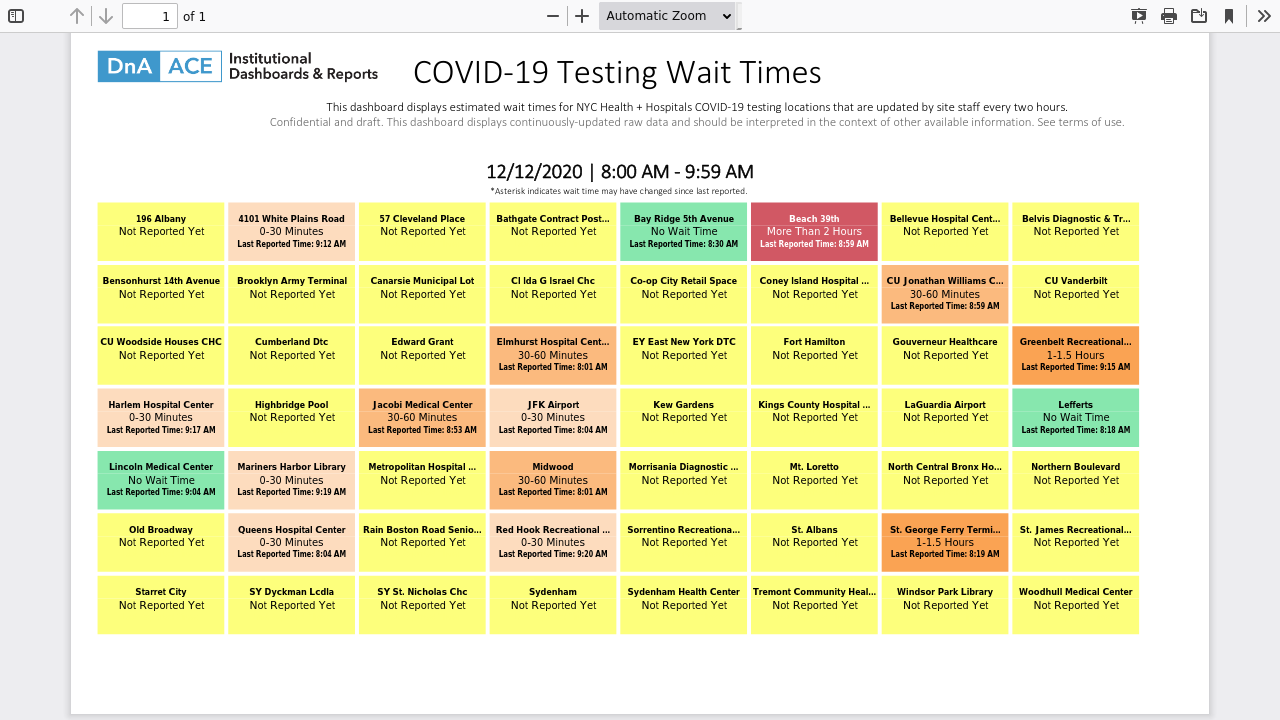 1 of 1 Automatic Zoom
DnA ACE Institutional
Dashboards & Reports
COVID-19 Testing Wait Times
This dashboard displays estimated wait times for NYC Health + Hospitals COVID-19 testing locations that are updated by site staff every two hours.
Confidential and draft. This dashboard displays continuously-updated raw data and should be interpreted in the context of other available information. See terms of use.
12/12/2020 | 8:00 AM - 9:59 AM
*Asterisk indicates wait time may have changed since last reported.
196 Albany
Not Reported Yet
4101 White Plains Road
0-30 Minutes
Last Reported Time: 9:12 AM
57 Cleveland Place
Not Reported Yet
Bathgate Contract Post...
Not Reported Yet
Bay Ridge 5th Avenue
No Wait Time
Last Reported Time: 8:30 AM
Beach 39th
More Than 2 Hours
Last Reported Time: 8:59 AM
Bellevue Hospital Cent...
Not Reported Yet
Belvis Diagnostic & Tr...
Not Reported Yet
Bensonhurst 14th Avenue
Not Reported Yet
Brooklyn Army Terminal
Not Reported Yet
Canarsie Municipal Lot
Not Reported Yet
CI Ida G Israel Chc
Not Reported Yet
Co-op City Retail Space
Not Reported Yet
Coney Island Hospital ...
Not Reported Yet
CU Jonathan Williams C...
30-60 Minutes
Last Reported Time: 8:59 AM
CU Vanderbilt
Not Reported Yet
CU Woodside Houses CHC
Not Reported Yet
Cumberland Dtc
Not Reported Yet
Edward Grant
Not Reported Yet
Elmhurst Hospital Cent...
30-60 Minutes
Last Reported Time: 8:01 AM
EY East New York DTC
Not Reported Yet
Fort Hamilton
Not Reported Yet
Gouverneur Healthcare
Not Reported Yet
Greenbelt Recreational...
1-1.5 Hours
Last Reported Time: 9:15 AM
Harlem Hospital Center
0-30 Minutes
Last Reported Time: 9:17 AM
Highbridge Pool
Not Reported Yet
Jacobi Medical Center
30-60 Minutes
Last Reported Time: 8:53 AM
JFK Airport
0-30 Minutes
Last Reported Time: 8:04 AM
Kew Gardens
Not Reported Yet
Kings County Hospital ...
Not Reported Yet
LaGuardia Airport
Not Reported Yet
Lefferts
No Wait Time
Last Reported Time: 8:18 AM
Lincoln Medical Center
No Wait Time
Last Reported Time: 9:04 AM
Mariners Harbor Library
0-30 Minutes
Last Reported Time: 9:19 AM
Metropolitan Hospital ...
Not Reported Yet
Midwood
30-60 Minutes
Last Reported Time: 8:01 AM
Morrisania Diagnostic ...
Not Reported Yet
Mt. Loretto
Not Reported Yet
North Central Bronx Ho...
Not Reported Yet
Northern Boulevard
Not Reported Yet
Old Broadway
Not Reported Yet
Queens Hospital Center
0-30 Minutes
Last Reported Time: 8:04 AM
Rain Boston Road Senio...
Not Reported Yet
Red Hook Recreational ...
0-30 Minutes
Last Reported Time: 9:20 AM
Sorrentino Recreationa...
Not Reported Yet
St. Albans
Not Reported Yet
St. George Ferry Termi...
1-1.5 Hours
Last Reported Time: 8:19 AM
St. James Recreational...
Not Reported Yet
Starret City
Not Reported Yet
SY Dyckman Lcdla
Not Reported Yet
SY St. Nicholas Chc
Not Reported Yet
Sydenham
Not Reported Yet
Sydenham Health Center
Not Reported Yet
Tremont Community Heal...
Not Reported Yet
Windsor Park Library
Not Reported Yet
Woodhull Medical Center
Not Reported Yet